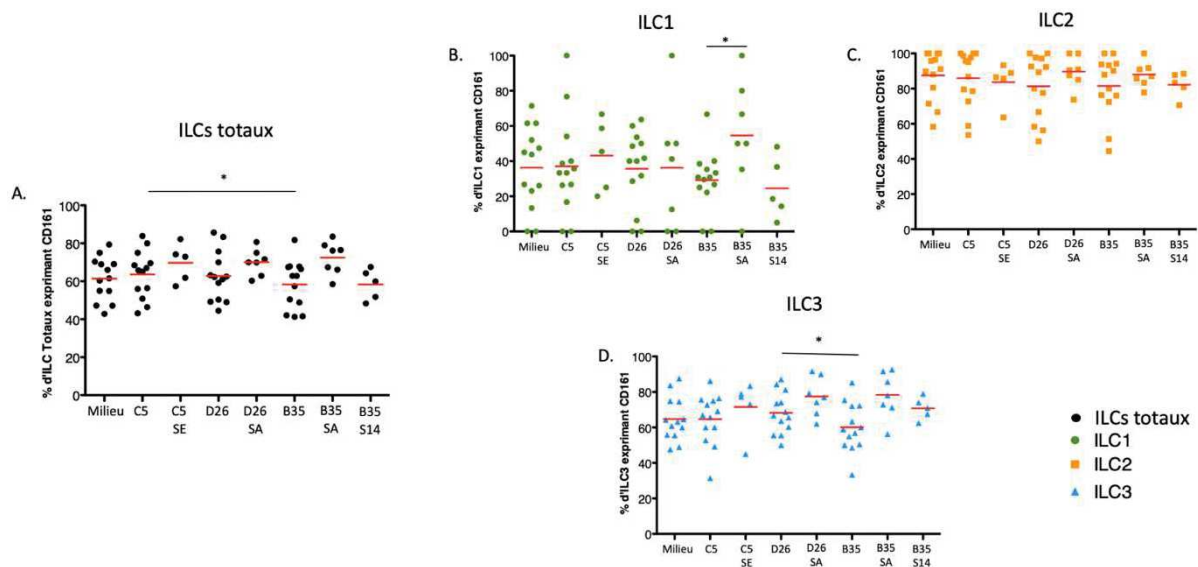 ILCs totaux
A.
*
% d'ILC Totaux exprimant CD161
100
80
60
40
20
0
Milieu C5 C5 D26 D26 B35 B35 B35
SE SA SA S14
ILC1
B.
*
% d'ILC1 exprimant CD161
100
80
60
40
20
0
Milieu C5 C5 D26 D26 B35 B35 B35
SE SA SA S14
ILC2
C.
% d'ILC2 exprimant CD161
100
80
60
40
20
0
Milieu C5 C5 D26 D26 B35 B35 B35
SE SA SA S14
ILC3
D.
*
% d'ILC3 exprimant CD161
100
80
60
40
20
0
Milieu C5 C5 D26 D26 B35 B35 B35
SE SA SA S14
ILCs totaux
ILC1
ILC2
ILC3